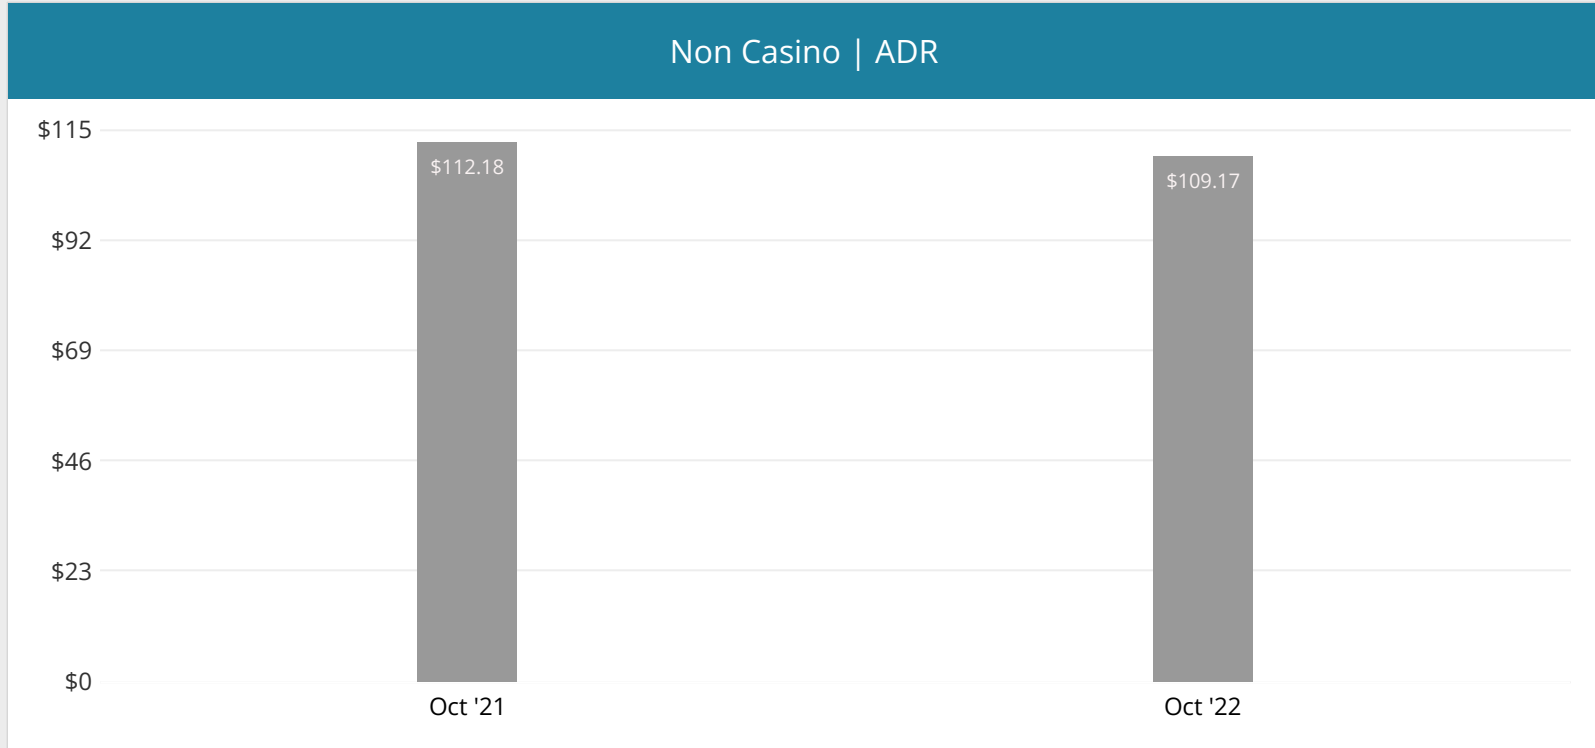 Non Casino | ADR
$115
$112.18
$109.17
$92
$69
$46
$23
$0
Oct '21
Oct '22